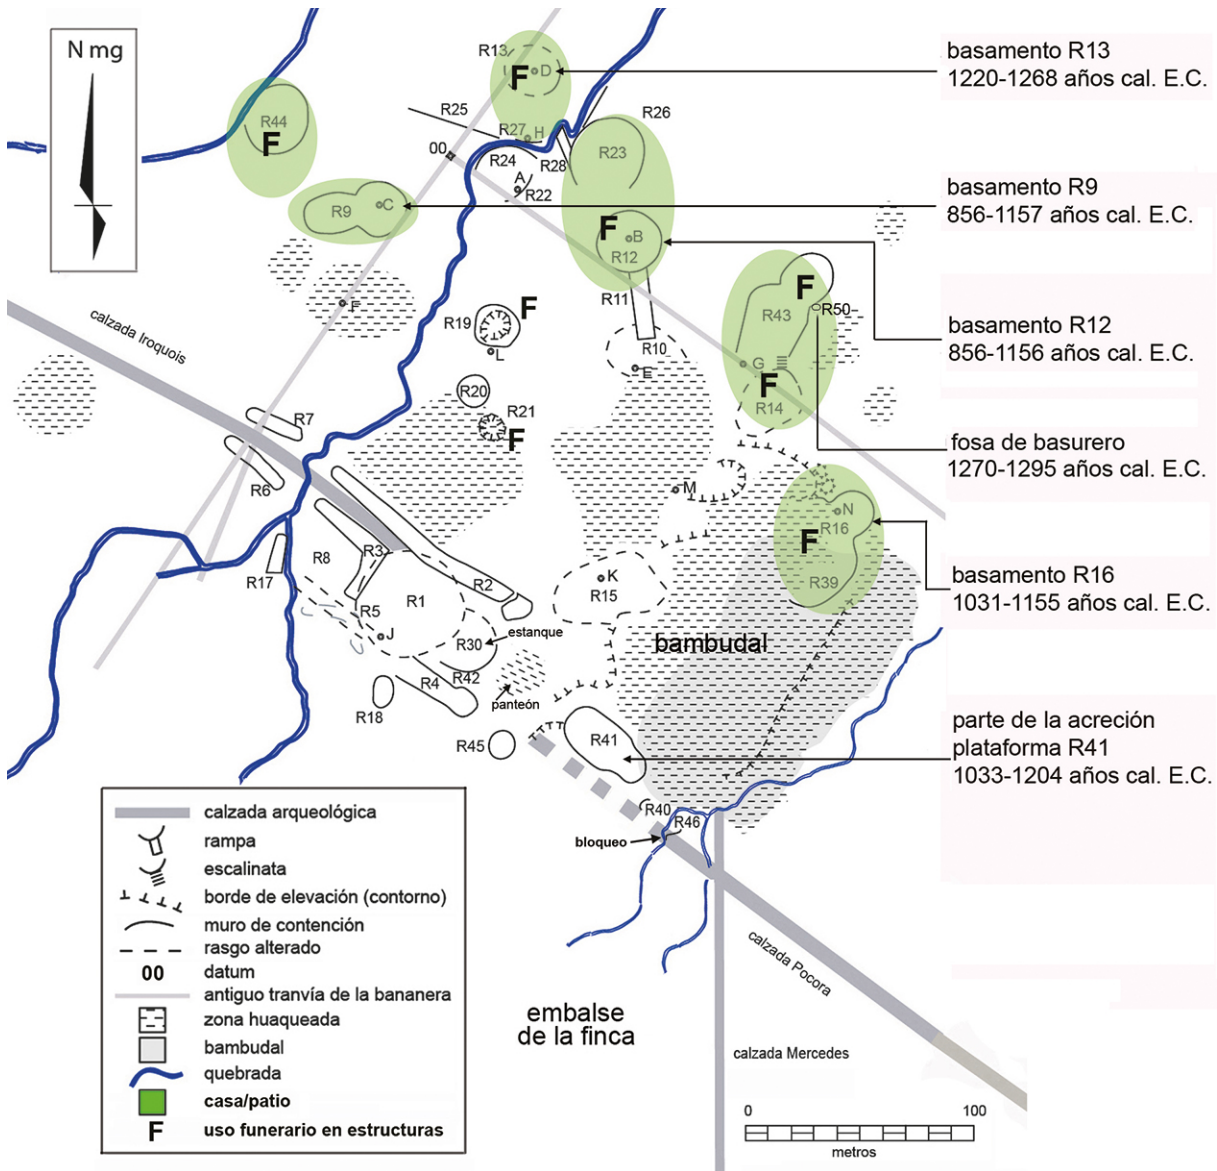 N mg
R13
D
F
basamento R13
1220-1268 años cal. E.C.
R44
F
R25
R26
R27
H
00
R24
R28
R23
A
R22
R9
C
basamento R9
856-1157 años cal. E.C.
F
B
R12
basamento R12
856-1156 años cal. E.C.
R11
F
F
R50
R43
calzada Iroquois
R19
F
L
R10
E
G
F
R14
R20
R21
F
R7
R6
fosa de basurero
1270-1295 años cal. E.C.
M
N
R16
F
R39
basamento R16
1031-1155 años cal. E.C.
R17
R8
R3
R2
R5
R1
J
K
R15
R30
estanque
bambudal
R4
R42
panteón
R18
R45
R41
parte de la acreción
plataforma R41
1033-1204 años cal. E.C.
R40
R46
bloqueo
calzada arqueológica
rampa
escalinata
borde de elevación (contorno)
muro de contención
rasgo alterado
00 datum
antiguo tranvía de la bananera
zona huaqueada
bambudal
quebrada
casa/patio
F uso funerario en estructuras
calzada Pocora
embalse
de la finca
calzada Mercedes
0 100
metros